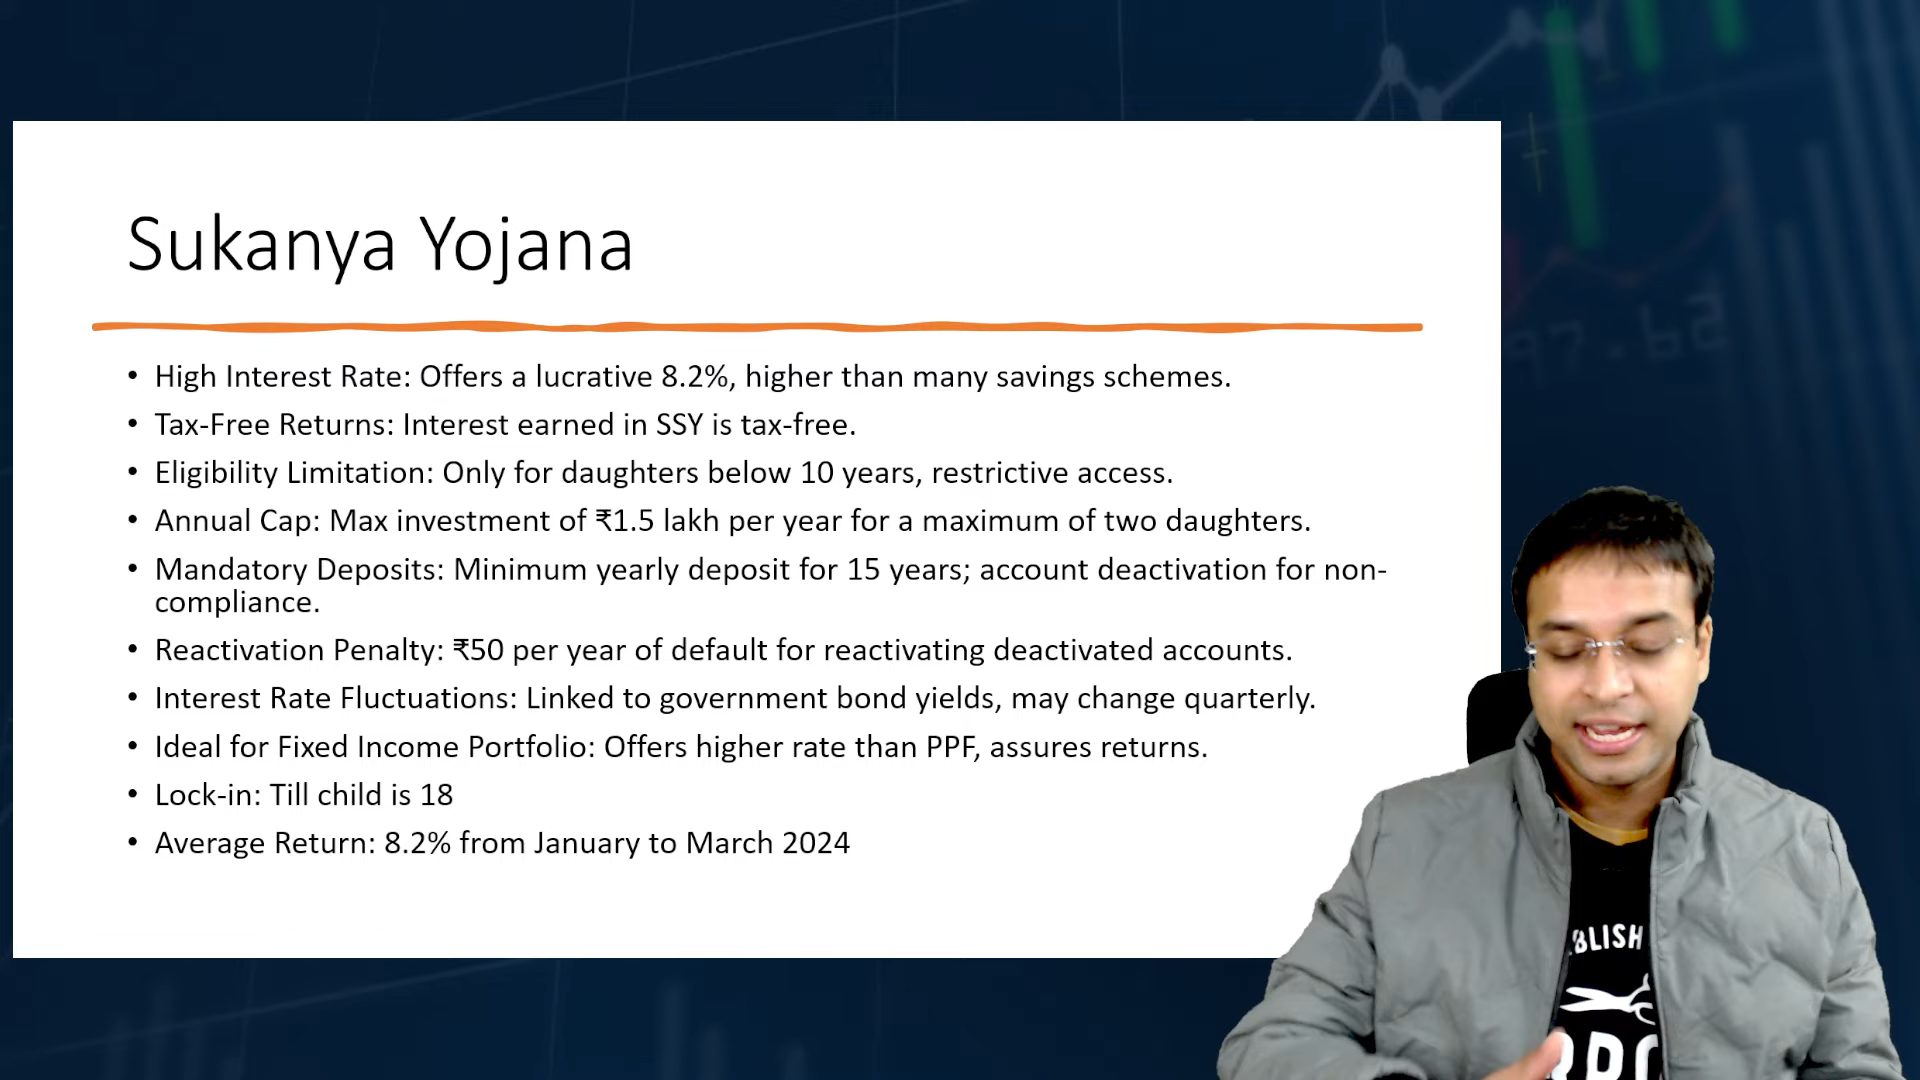 Sukanya Yojana
• High Interest Rate: Offers a lucrative 8.2%, higher than many savings schemes.
• Tax-Free Returns: Interest earned in SSY is tax-free.
• Eligibility Limitation: Only for daughters below 10 years, restrictive access.
• Annual Cap: Max investment of ₹1.5 lakh per year for a maximum of two daughters.
• Mandatory Deposits: Minimum yearly deposit for 15 years; account deactivation for non-
compliance.
• Reactivation Penalty: ₹50 per year of default for reactivating deactivated accounts.
• Interest Rate Fluctuations: Linked to government bond yields, may change quarterly.
• Ideal for Fixed Income Portfolio: Offers higher rate than PPF, assures returns.
• Lock-in: Till child is 18
• Average Return: 8.2% from January to March 2024
97.62
BLISH